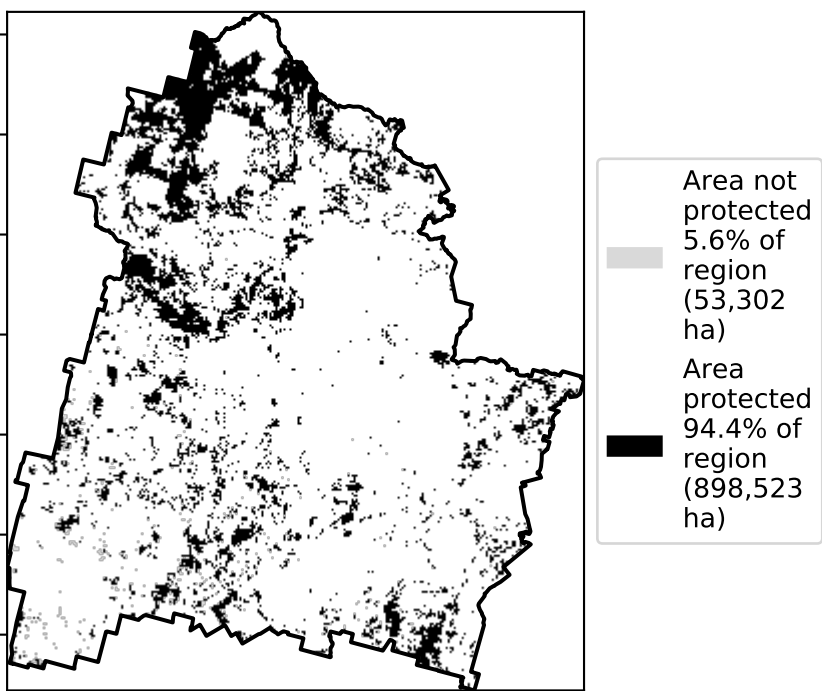 Area not
protected
5.6% of
region
(53,302
ha)
Area
protected
94.4% of
region
(898,523
ha)